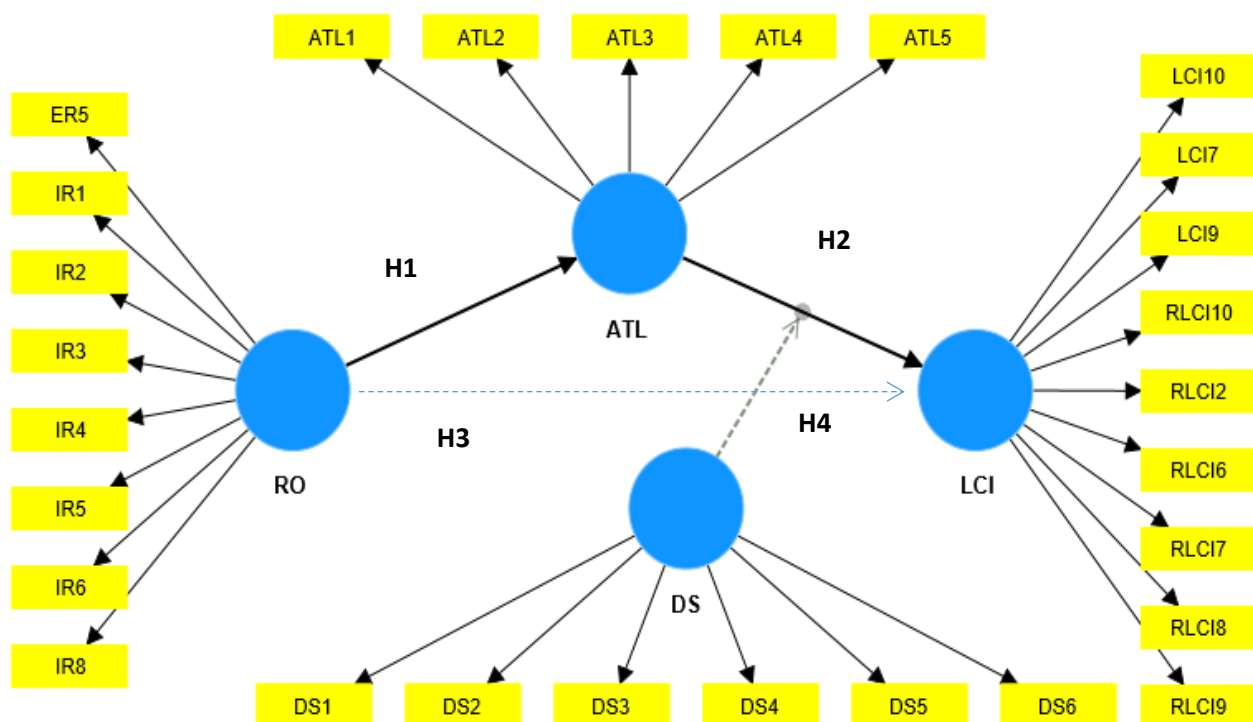 ATL1
ATL2
ATL3
ATL4
ATL5
LCI10
ER5
LCI7
IR1
H1
H2
LCI9
IR2
RLCI10
IR3
ATL
RLCI2
IR4
H3
H4
RLCI6
RO
LCI
IR5
RLCI7
IR6
DS
RLCI8
IR8
DS1
DS2
DS3
DS4
DS5
DS6
RLCI9